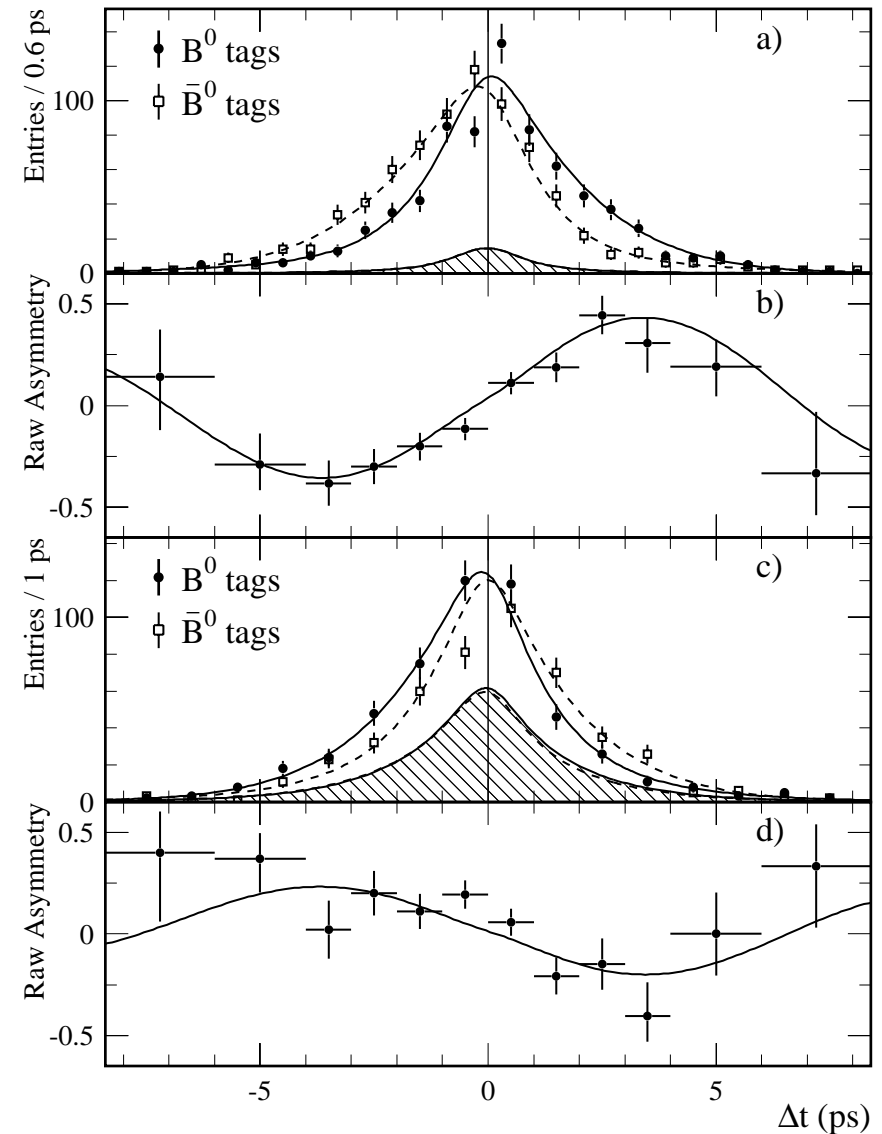 Entries / 0.6 ps
B⁰ tags
B̄⁰ tags
a)
100
0
Raw Asymmetry
b)
0.5
0
-0.5
Entries / 1 ps
B⁰ tags
B̄⁰ tags
c)
100
0
Raw Asymmetry
d)
0.5
0
-0.5
-5 0 5
Δt (ps)